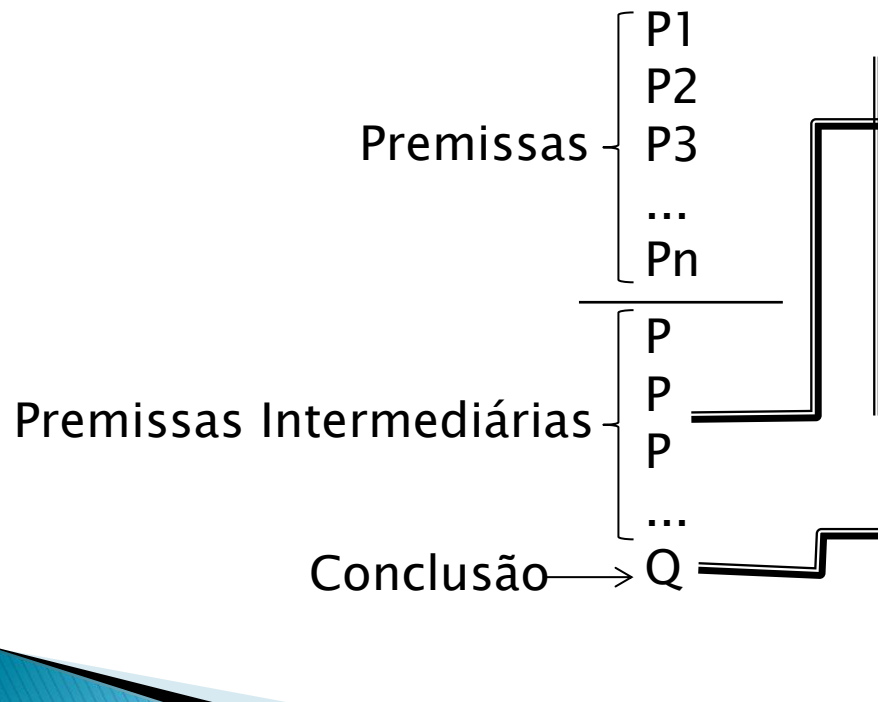 P1
P2
Premissas P3
...
Pn
P
P
Premissas Intermediárias
P
...
Conclusão Q